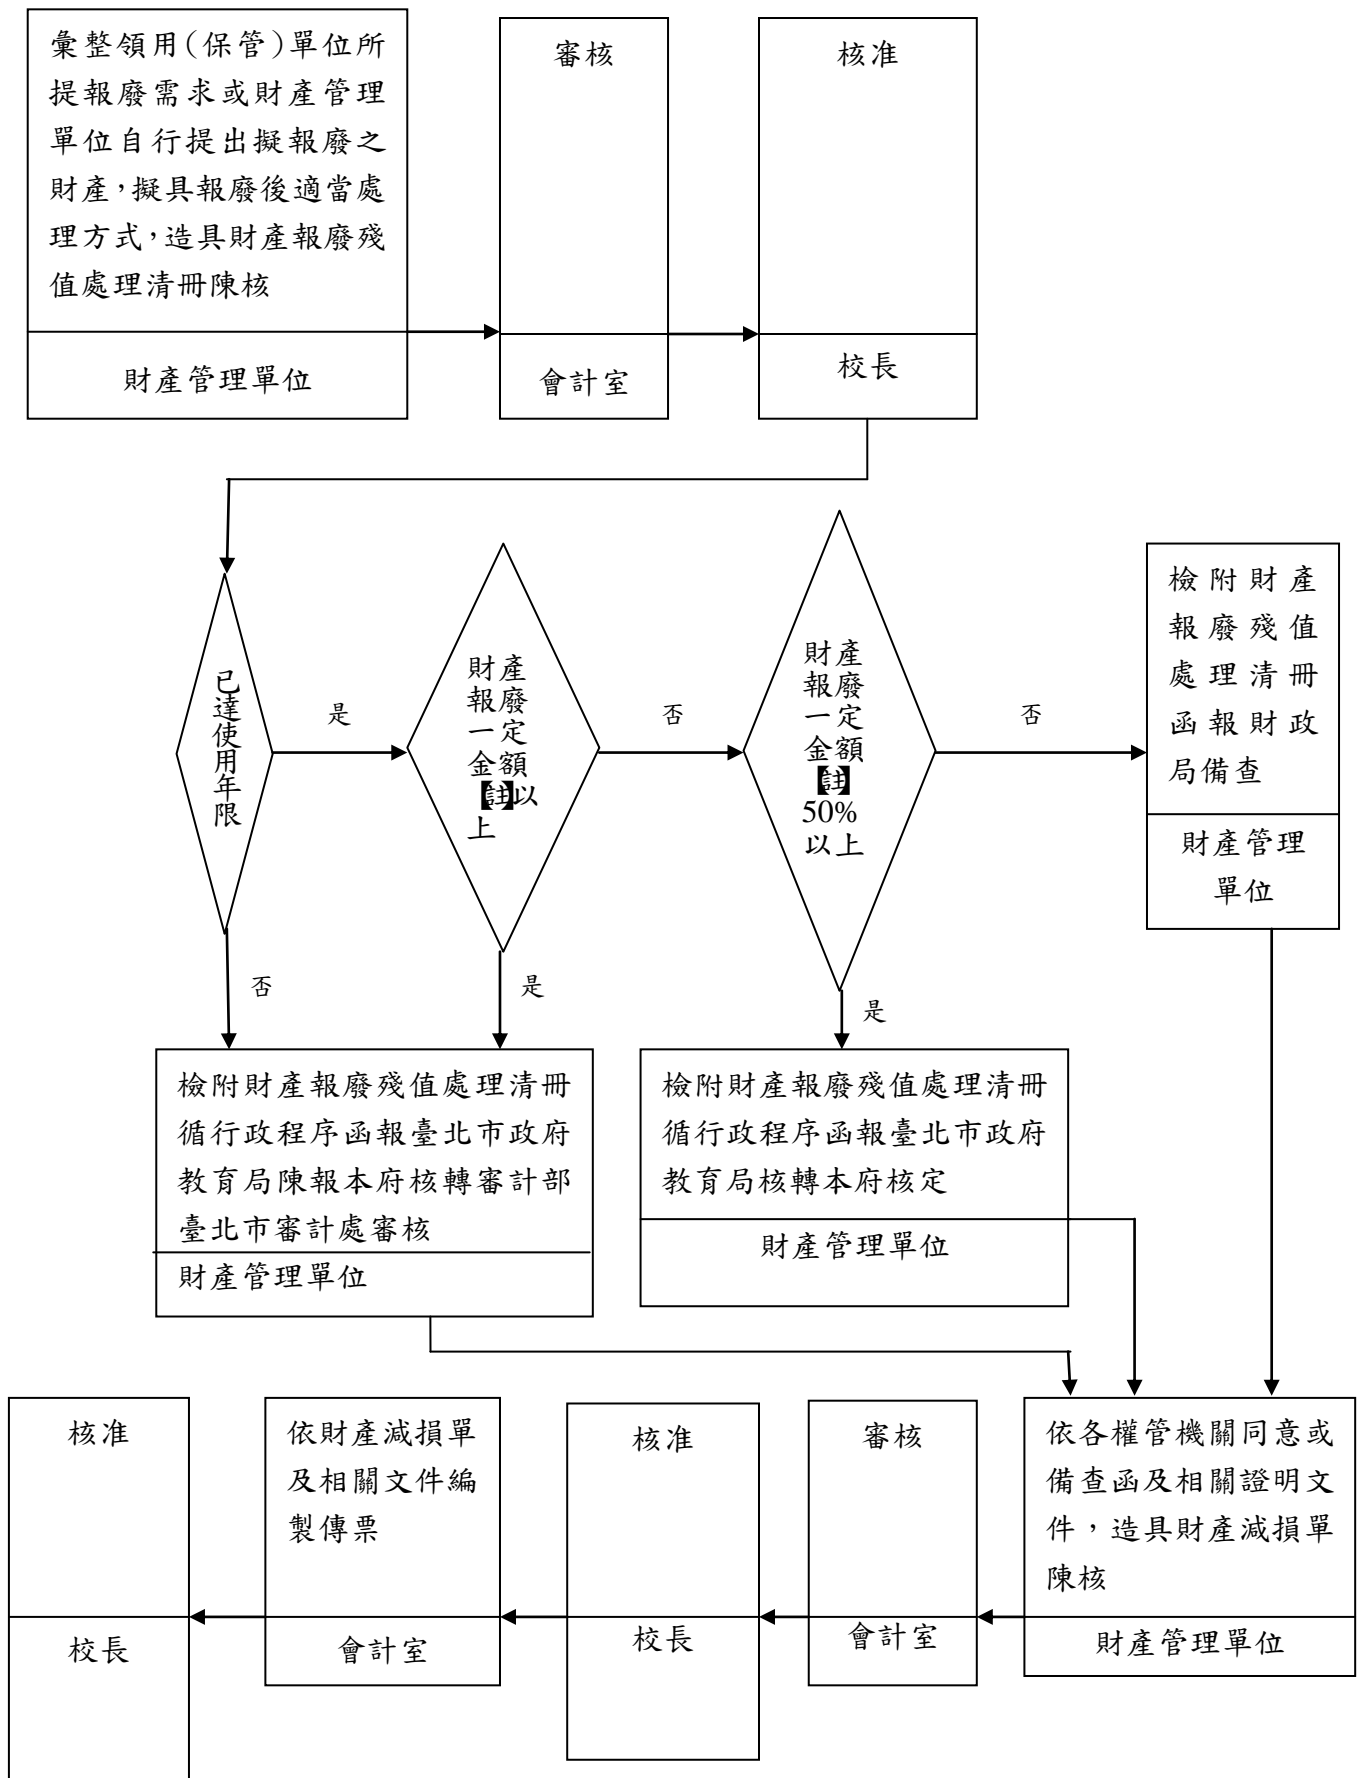 彙整領用(保管)單位所
提報廢需求或財產管理
單位自行提出擬報廢之
財產，擬具報廢後適當處
理方式，造具財產報廢殘
值處理清冊陳核
財產管理單位
審核
會計室
核准
校長
已達使用年限
是
否
財產
報廢
一定
金額
【註】以
上
否
是
財產
報廢
一定
金額
【註】
50%
以上
否
是
檢附財產
報廢殘值
處理清冊
函報財政
局備查
財產管理
單位
檢附財產報廢殘值處理清冊
循行政程序函報臺北市政府
教育局陳報本府核轉審計部
臺北市審計處審核
財產管理單位
檢附財產報廢殘值處理清冊
循行政程序函報臺北市政府
教育局核轉本府核定
財產管理單位
依各權管機關同意或
備查函及相關證明文
件，造具財產減損單
陳核
財產管理單位
審核
會計室
核准
校長
依財產減損單
及相關文件編
製傳票
會計室
核准
校長